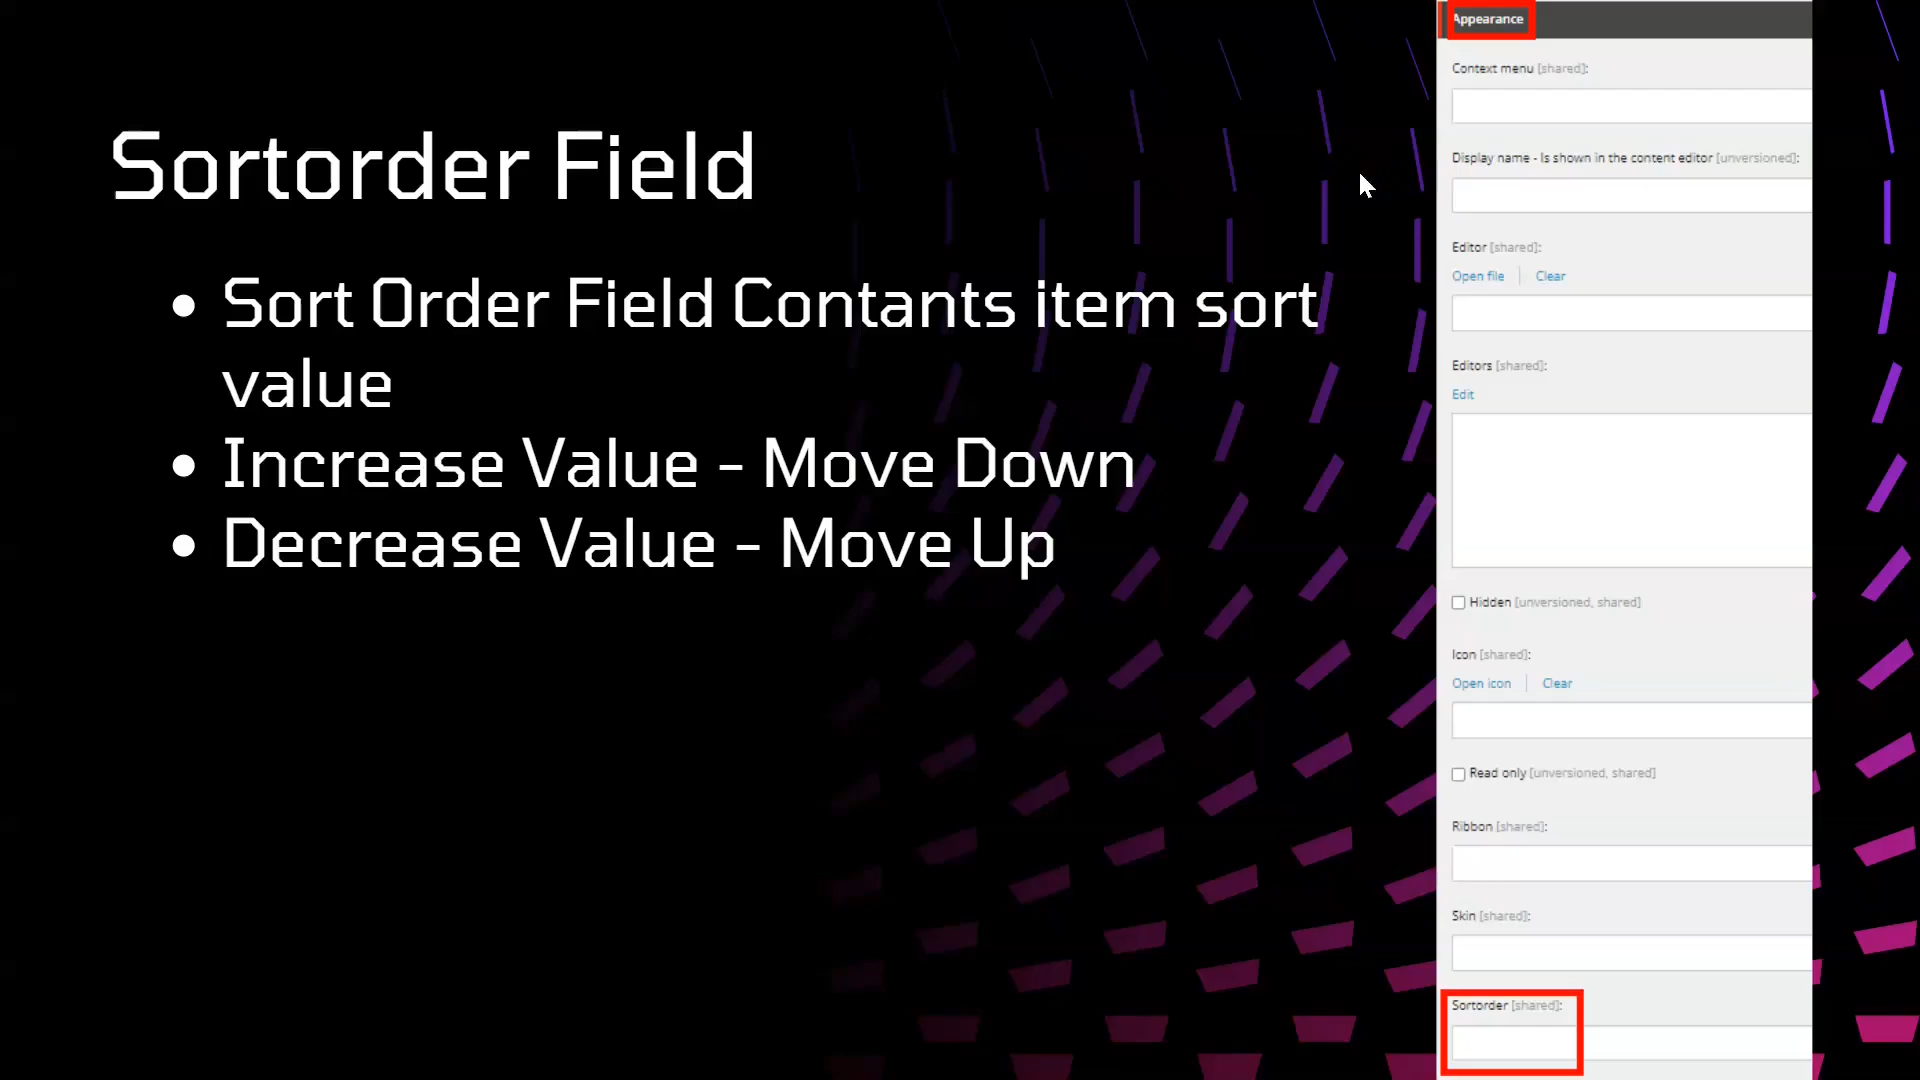 Sortorder Field
• Sort Order Field Contants item sort
value
• Increase Value - Move Down
• Decrease Value - Move Up
Appearance
Context menu [shared]:
Display name - Is shown in the content editor [unversioned]:
Editor [shared]:
Open file | Clear
Editors [shared]:
Edit
Hidden [unversioned, shared]
Icon [shared]:
Open icon | Clear
Read only [unversioned, shared]
Ribbon [shared]:
Skin [shared]:
Sortorder [shared]: